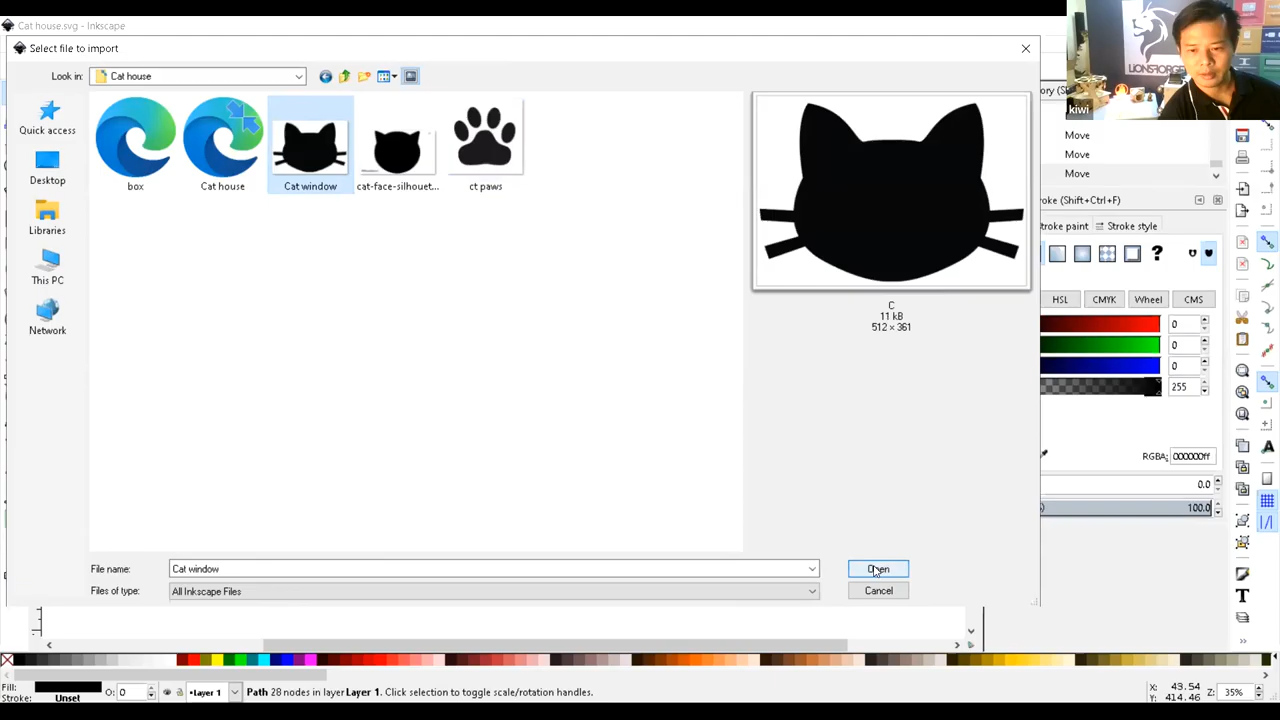 Cat house.svg - Inkscape
Select file to import
Look in:
Cat house
Quick access
Desktop
Libraries
This PC
Network
box
Cat house
Cat window
cat-face-silhouet...
ct paws
C
11 kB
512 × 361
File name:
Cat window
Open
Files of type:
All Inkscape Files
Cancel
LIONSFORGE
kiwi
Move
Move
Move
roke (Shift+Ctrl+F)
troke paint
Stroke style
HSL
CMYK
Wheel
CMS
0
0
0
255
RGBA:
000000ff
0.0
100.0
Fill:
Stroke:
Unset
O:
0
•Layer 1
Path 28 nodes in layer Layer 1. Click selection to toggle scale/rotation handles.
X: 43.54
Y: 414.46
Z:
35%